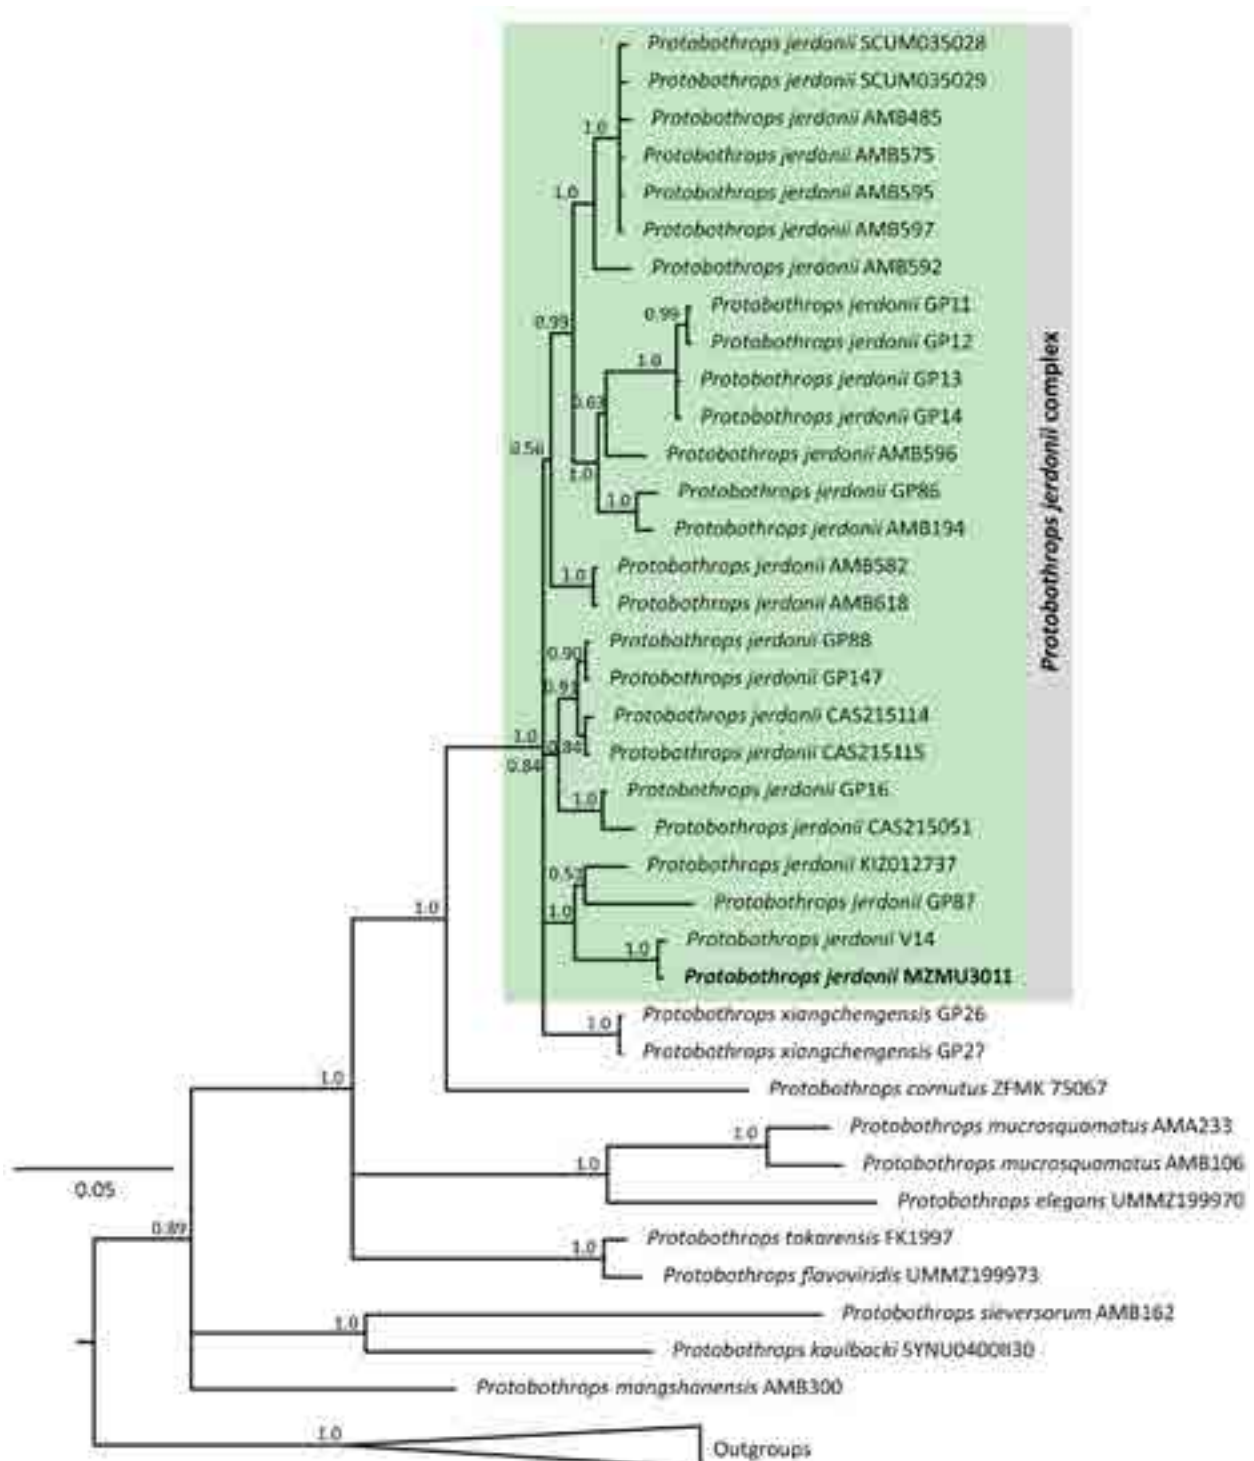 Protobothrops jerdonii SCUM035028
Protobothrops jerdonii SCUM035029
1.0
Protobothrops jerdonii AMB485
Protobothrops jerdonii AMB575
1.0
Protobothrops jerdonii AMB595
Protobothrops jerdonii AMB597
Protobothrops jerdonii AMB592
0.99
Protobothrops jerdonii GP11
0.99
Protobothrops jerdonii GP12
1.0
Protobothrops jerdonii GP13
0.63
Protobothrops jerdonii GP14
0.56
Protobothrops jerdonii AMB596
1.0
Protobothrops jerdonii GP86
1.0
Protobothrops jerdonii AMB194
Protobothrops jerdonii AMB582
1.0
Protobothrops jerdonii AMB618
Protobothrops jerdonii GP88
0.90
Protobothrops jerdonii GP147
0.91
Protobothrops jerdonii CAS215114
1.0
0.84
0.84
Protobothrops jerdonii CAS215115
Protobothrops jerdonii GP16
1.0
Protobothrops jerdonii CAS215051
Protobothrops jerdonii KIZ012737
Protobothrops jerdonii GP87
1.0
1.0
Protobothrops jerdonii V14
1.0
Protobothrops jerdonii MZMU3011
Protobothrops jerdonii complex
Protobothrops xiangchengensis GP26
1.0
Protobothrops xiangchengensis GP27
1.0
Protobothrops cornutus ZFMK 75067
Protobothrops mucrosquamatus AMA233
1.0
Protobothrops mucrosquamatus AMB106
1.0
0.05
Protobothrops elegans UMMZ199970
0.89
Protobothrops tokarensis FK1997
1.0
Protobothrops flavoviridis UMMZ199973
Protobothrops sieversorum AMB162
1.0
Protobothrops kaulbacki
Protobothrops mangshanensis AMB300
1.0
Outgroups